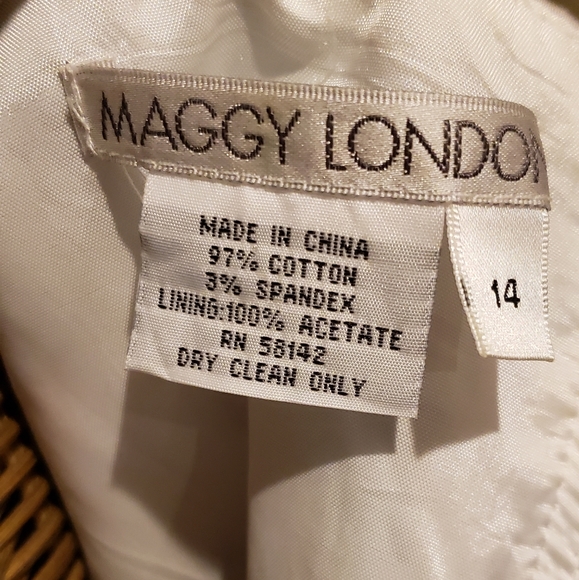 MAGGY LONDON
MADE IN CHINA
97% COTTON
3% SPANDEX
LINING:100% ACETATE
RN 58142
DRY CLEAN ONLY
14